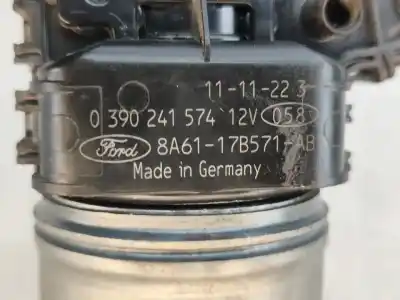 11-11-22 3
0 390 241 574 12V 058
Ford 8A61-17B571-AB
Made in Germany